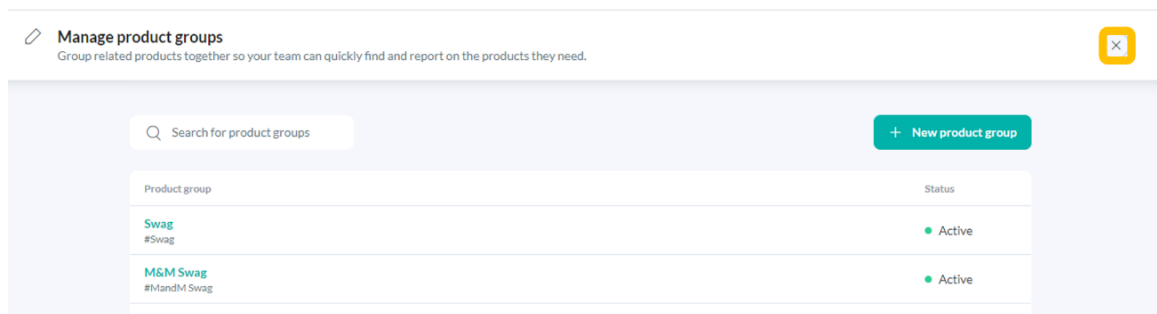 Manage product groups
Group related products together so your team can quickly find and report on the products they need.
Search for product groups
+ New product group
Product group Status
Swag
#Swag
Active
M&M Swag
#MandM Swag
Active